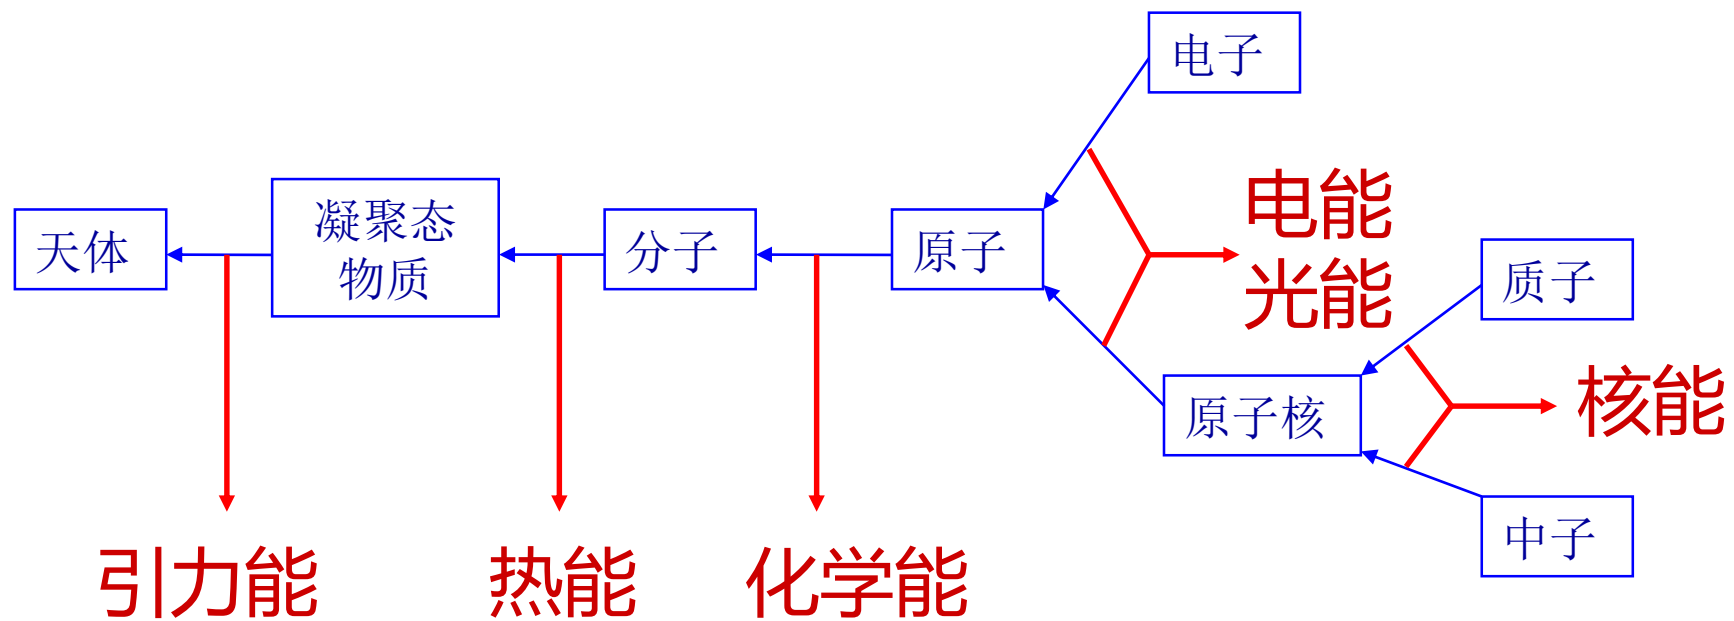 电子
电能
光能
天体
凝聚态
物质
分子
原子
质子
原子核
核能
中子
引力能
热能
化学能